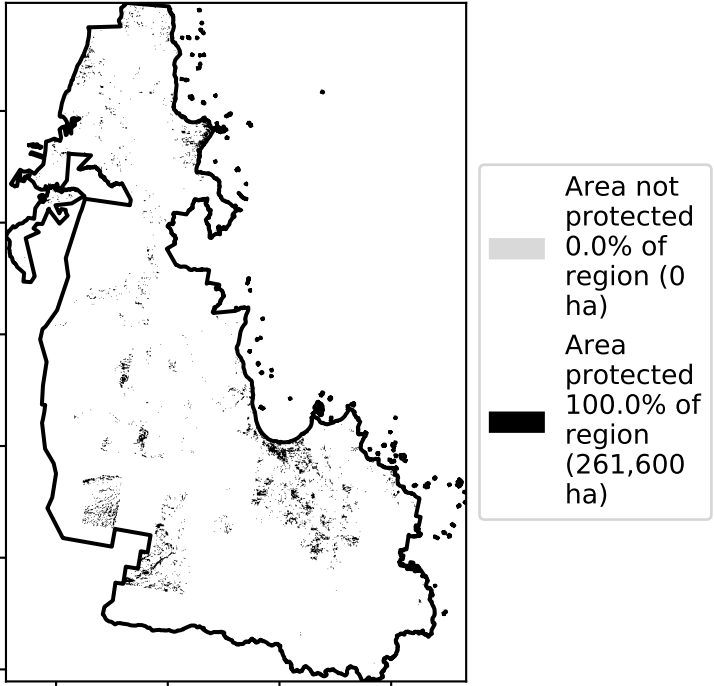 Area not
protected
0.0% of
region (0
ha)
Area
protected
100.0% of
region
(261,600
ha)